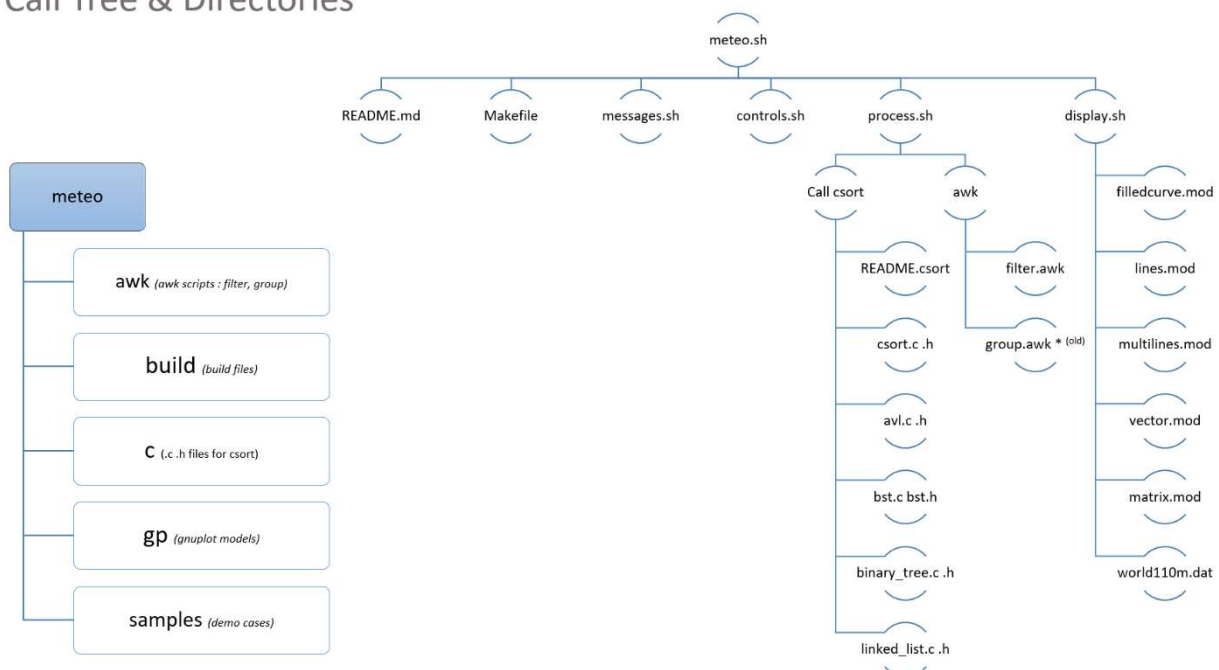 Call Tree & Directories
meteo.sh
README.md
Makefile
messages.sh
controls.sh
process.sh
display.sh
meteo
awk (awk scripts : filter, group)
build (build files)
c (.c .h files for csort)
gp (gnuplot models)
samples (demo cases)
Call csort
awk
README.csort
csort.c .h
avl.c .h
bst.c bst.h
binary_tree.c .h
linked_list.c .h
filter.awk
group.awk * (old)
filledcurve.mod
lines.mod
multilines.mod
vector.mod
matrix.mod
world110m.dat